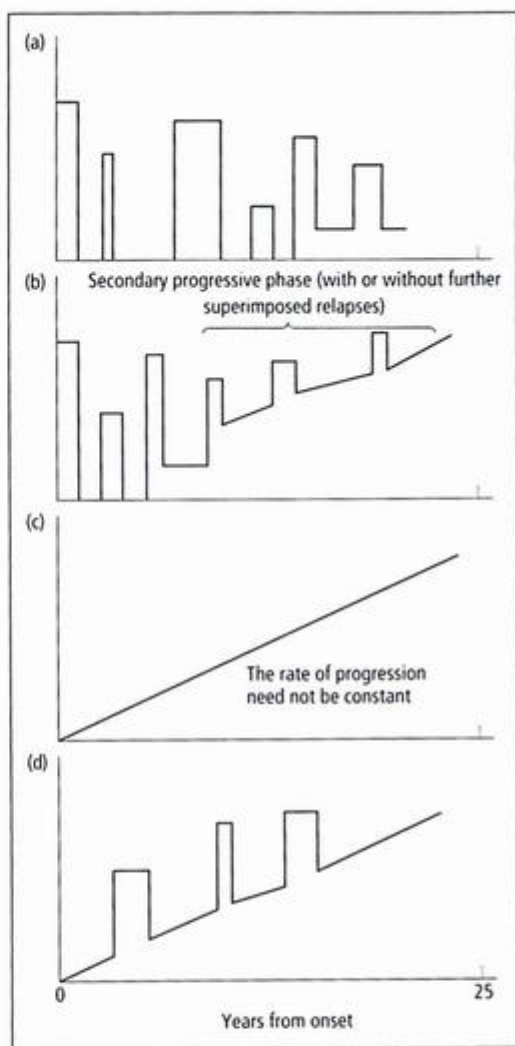 (a)
(b)
Secondary progressive phase (with or without further
superimposed relapses)
(c)
The rate of progression
need not be constant
(d)
0
25
Years from onset